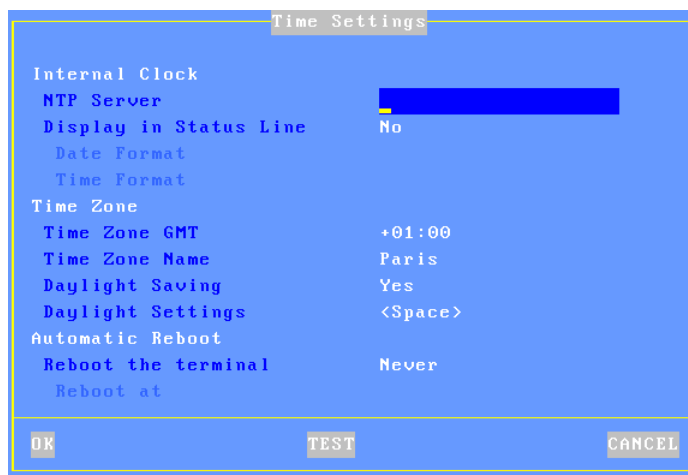 Time Settings
Internal Clock
NTP Server
Display in Status Line No
Date Format
Time Format
Time Zone
Time Zone GMT +01:00
Time Zone Name Paris
Daylight Saving Yes
Daylight Settings <Space>
Automatic Reboot
Reboot the terminal Never
Reboot at
OK TEST CANCEL